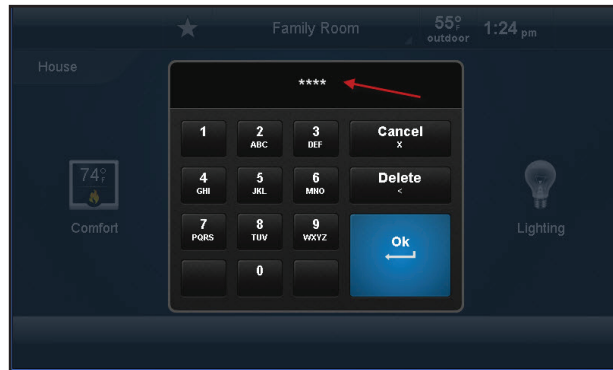 Family Room
55°F
outdoor
1:24 pm
House
****
1
2
ABC
3
DEF
Cancel
X
4
GHI
5
JKL
6
MNO
Delete
<
7
PQRS
8
TUV
9
WXYZ
Ok
0
74°F
Comfort
Lighting